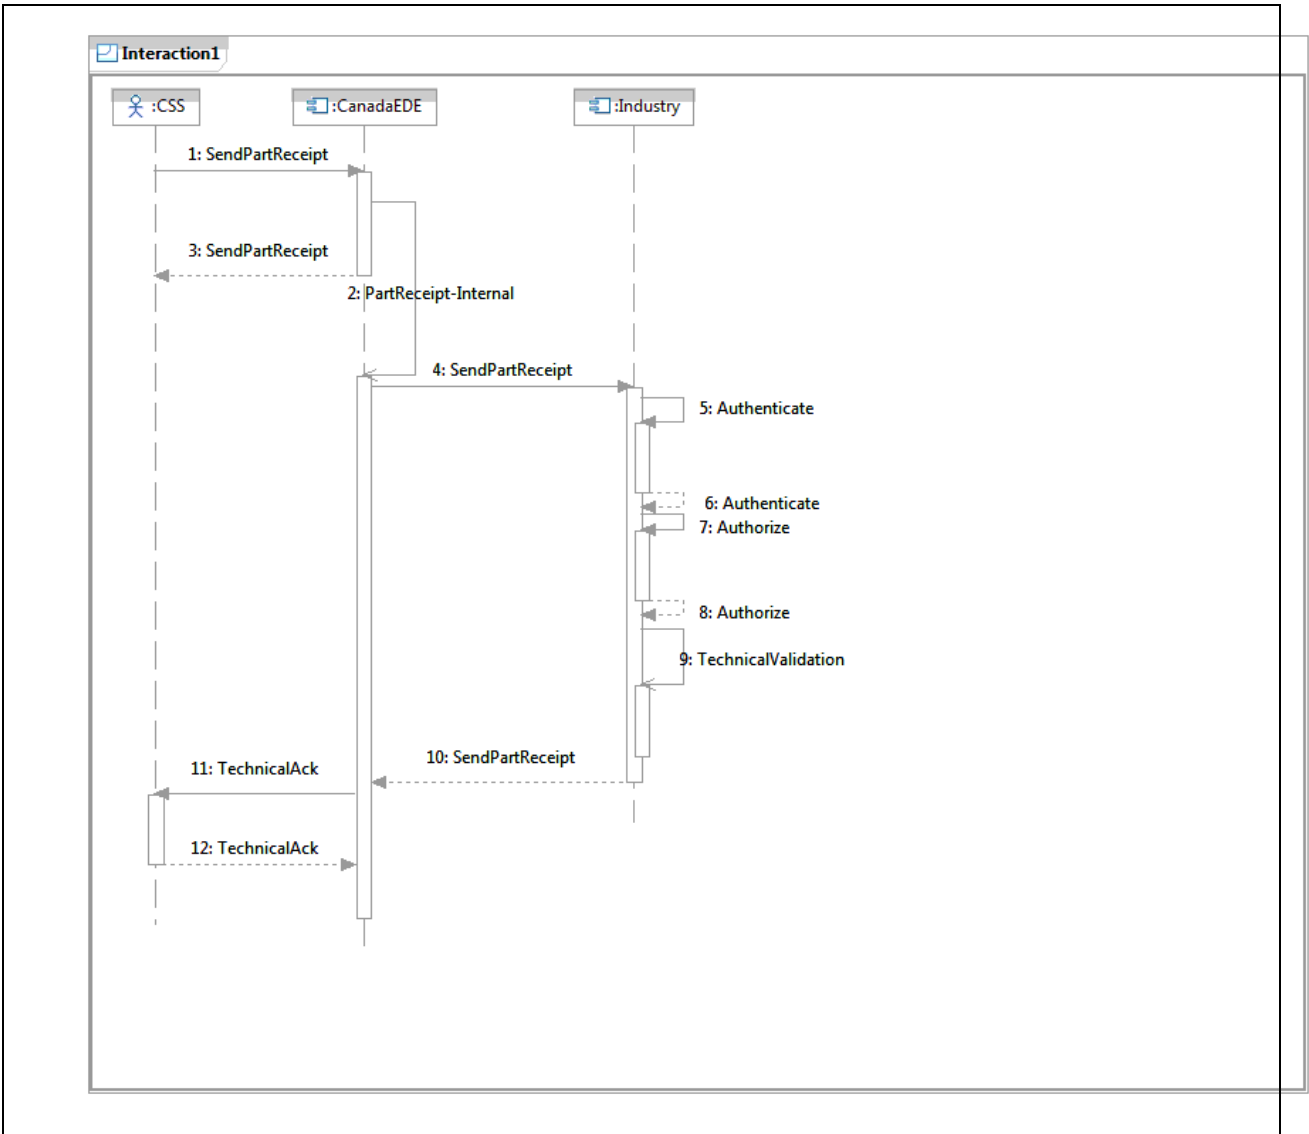 Interaction1
:CSS
:CanadaEDE
:Industry
1: SendPartReceipt
3: SendPartReceipt
2: PartReceipt-Internal
4: SendPartReceipt
5: Authenticate
6: Authenticate
7: Authorize
8: Authorize
9: TechnicalValidation
10: SendPartReceipt
11: TechnicalAck
12: TechnicalAck